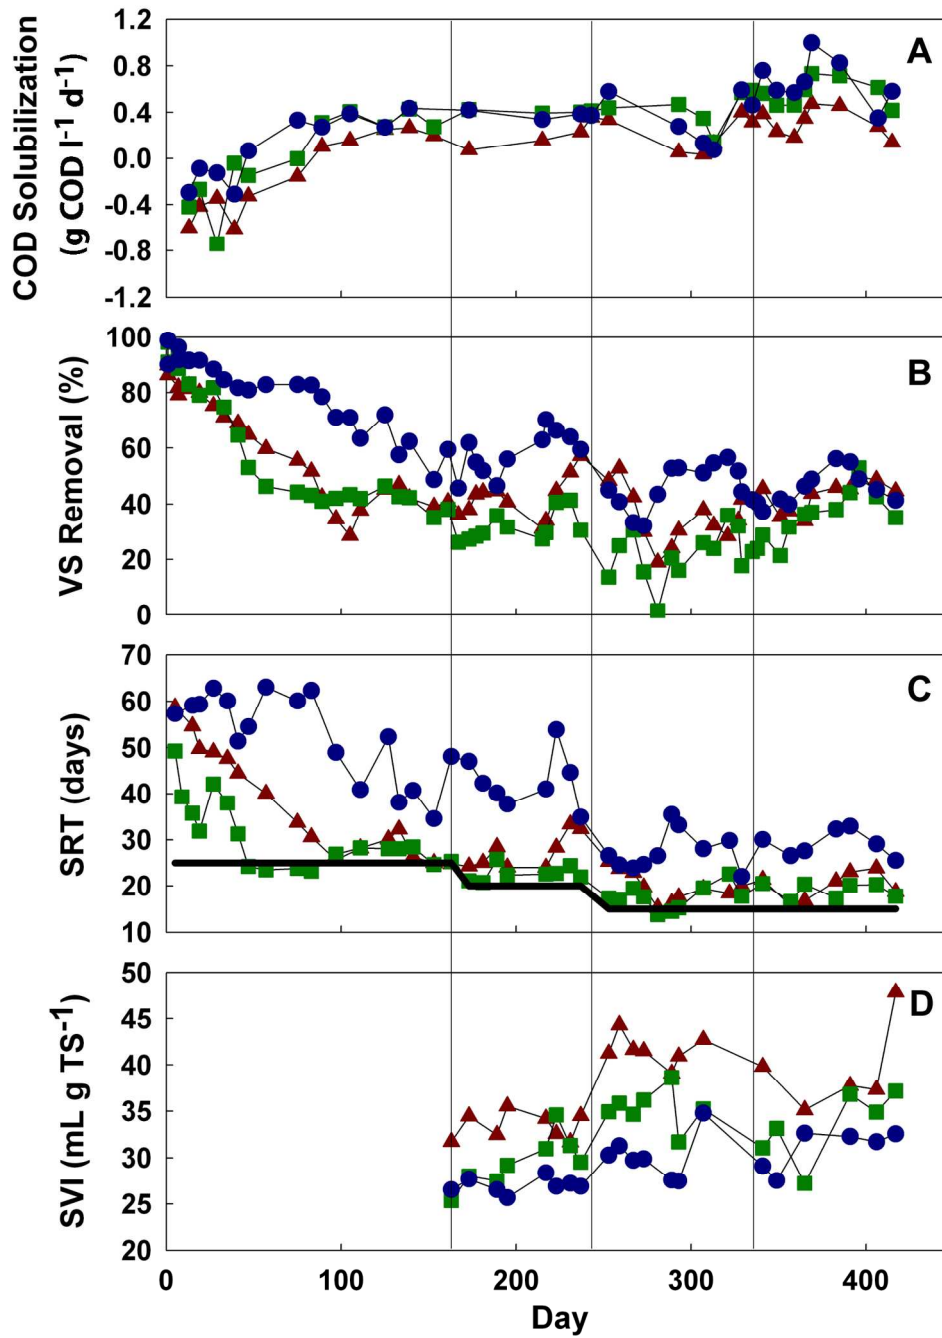 A
COD Solubilization
(g COD l⁻¹ d⁻¹)
1.2
0.8
0.4
0.0
-0.4
-0.8
-1.2
B
VS Removal (%)
100
80
60
40
20
0
C
SRT (days)
70
60
50
40
30
20
10
D
SVI (mL g TS⁻¹)
50
45
40
35
30
25
20
0 100 200 300 400
Day